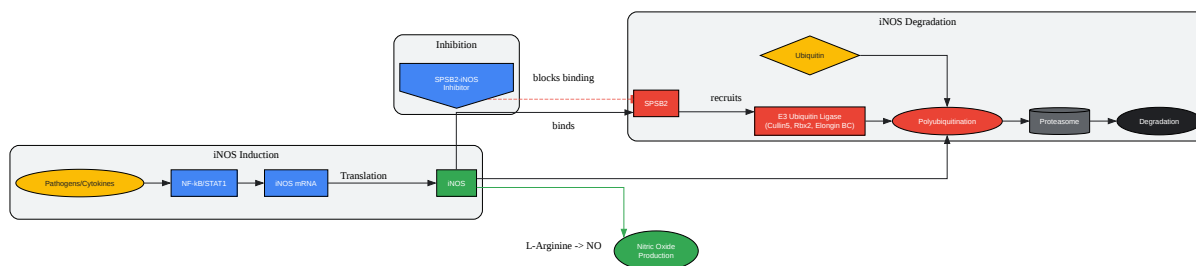 iNOS Degradation
Inhibition
Ubiquitin
SPSB2-iNOS
Inhibitor
blocks binding
SPSB2
recruits
E3 Ubiquitin Ligase
(Cullin5, Rbx2, Elongin BC)
Polyubiquitination
Proteasome
Degradation
binds
iNOS Induction
Pathogens/Cytokines
NF-kB/STAT1
iNOS mRNA
Translation
iNOS
L-Arginine -> NO
Nitric Oxide
Production